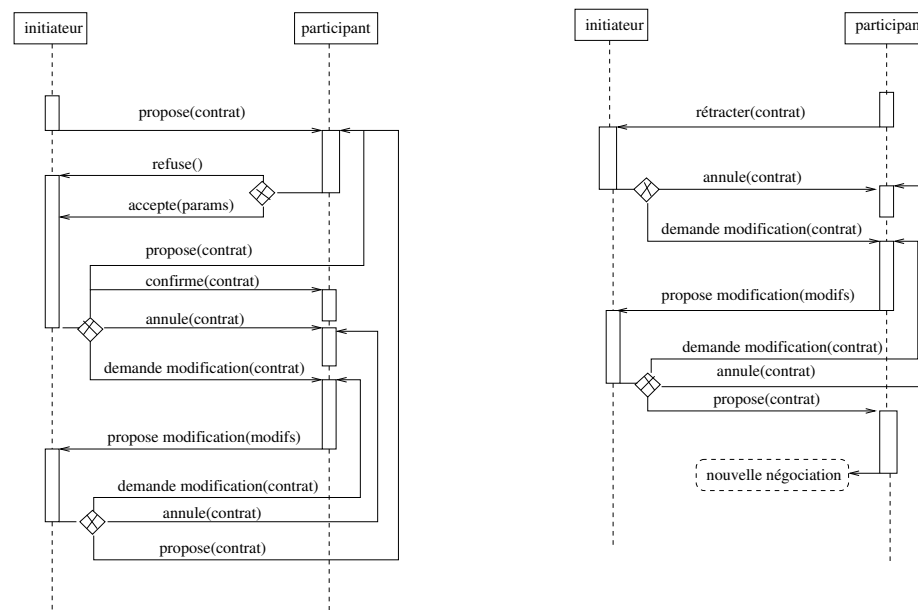 initiateur
participant
propose(contrat)
refuse()
accepte(params)
propose(contrat)
confirme(contrat)
annule(contrat)
demande modification(contrat)
propose modification(modifs)
demande modification(contrat)
annule(contrat)
propose(contrat)
initiateur
participant
rétracter(contrat)
annule(contrat)
demande modification(contrat)
propose modification(modifs)
demande modification(contrat)
annule(contrat)
propose(contrat)
nouvelle négociation